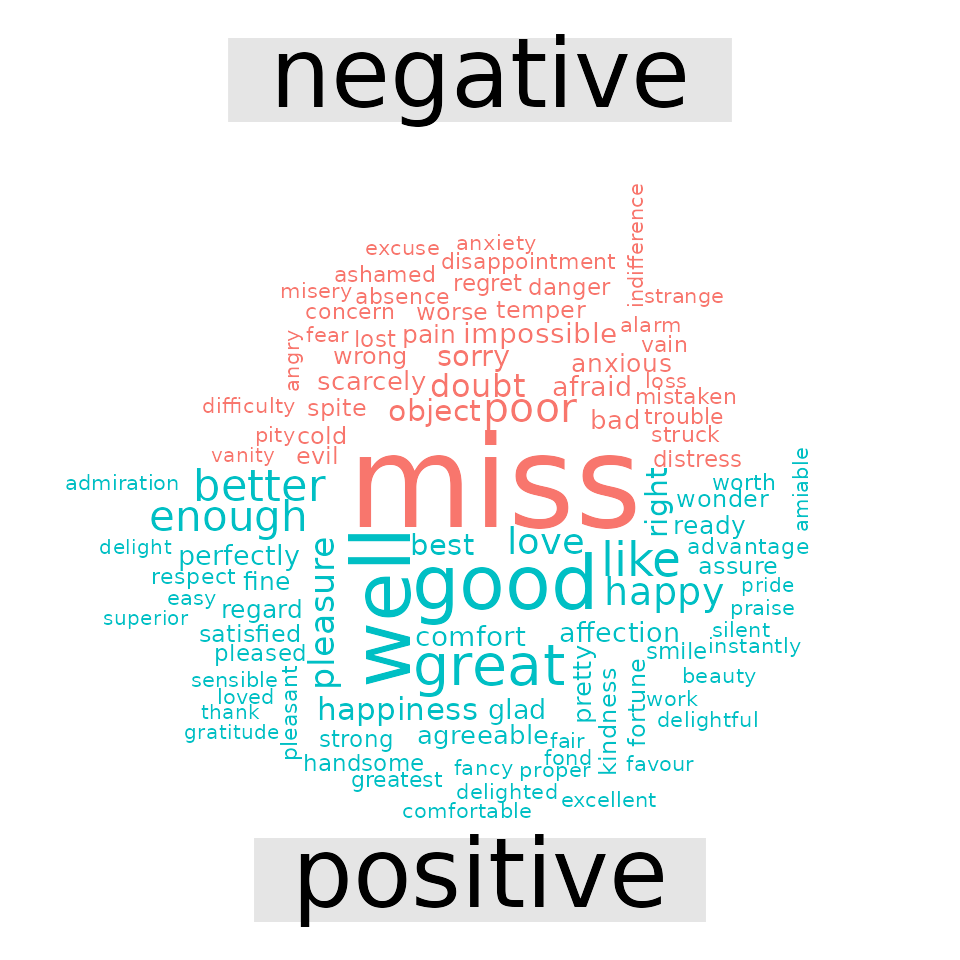 negative
indifference
excuse
anxiety
disappointment
ashamed
regret
danger
misery
absence
strange
concern
worse
temper
alarm
fear
lost
pain
impossible
vain
angry
wrong
sorry
anxious
scarcely
doubt
afraid
loss
mistaken
difficulty
spite
object
poor
bad
trouble
pity
cold
struck
vanity
evil
miss
distress
admiration
better
right
worth
amiable
enough
wonder
ready
delight
perfectly
pleasure
well
best
love
like
advantage
respect
fine
good
happy
assure
pride
easy
regard
praise
superior
satisfied
comfort
affection
silent
pleased
great
pretty
smile
instantly
sensible
loved
pleasant
kindness
fortune
beauty
thank
happiness
glad
work
gratitude
strong
agreeable
fair
delightful
handsome
fond
greatest
fancy
proper
favour
delighted
comfortable
excellent
positive